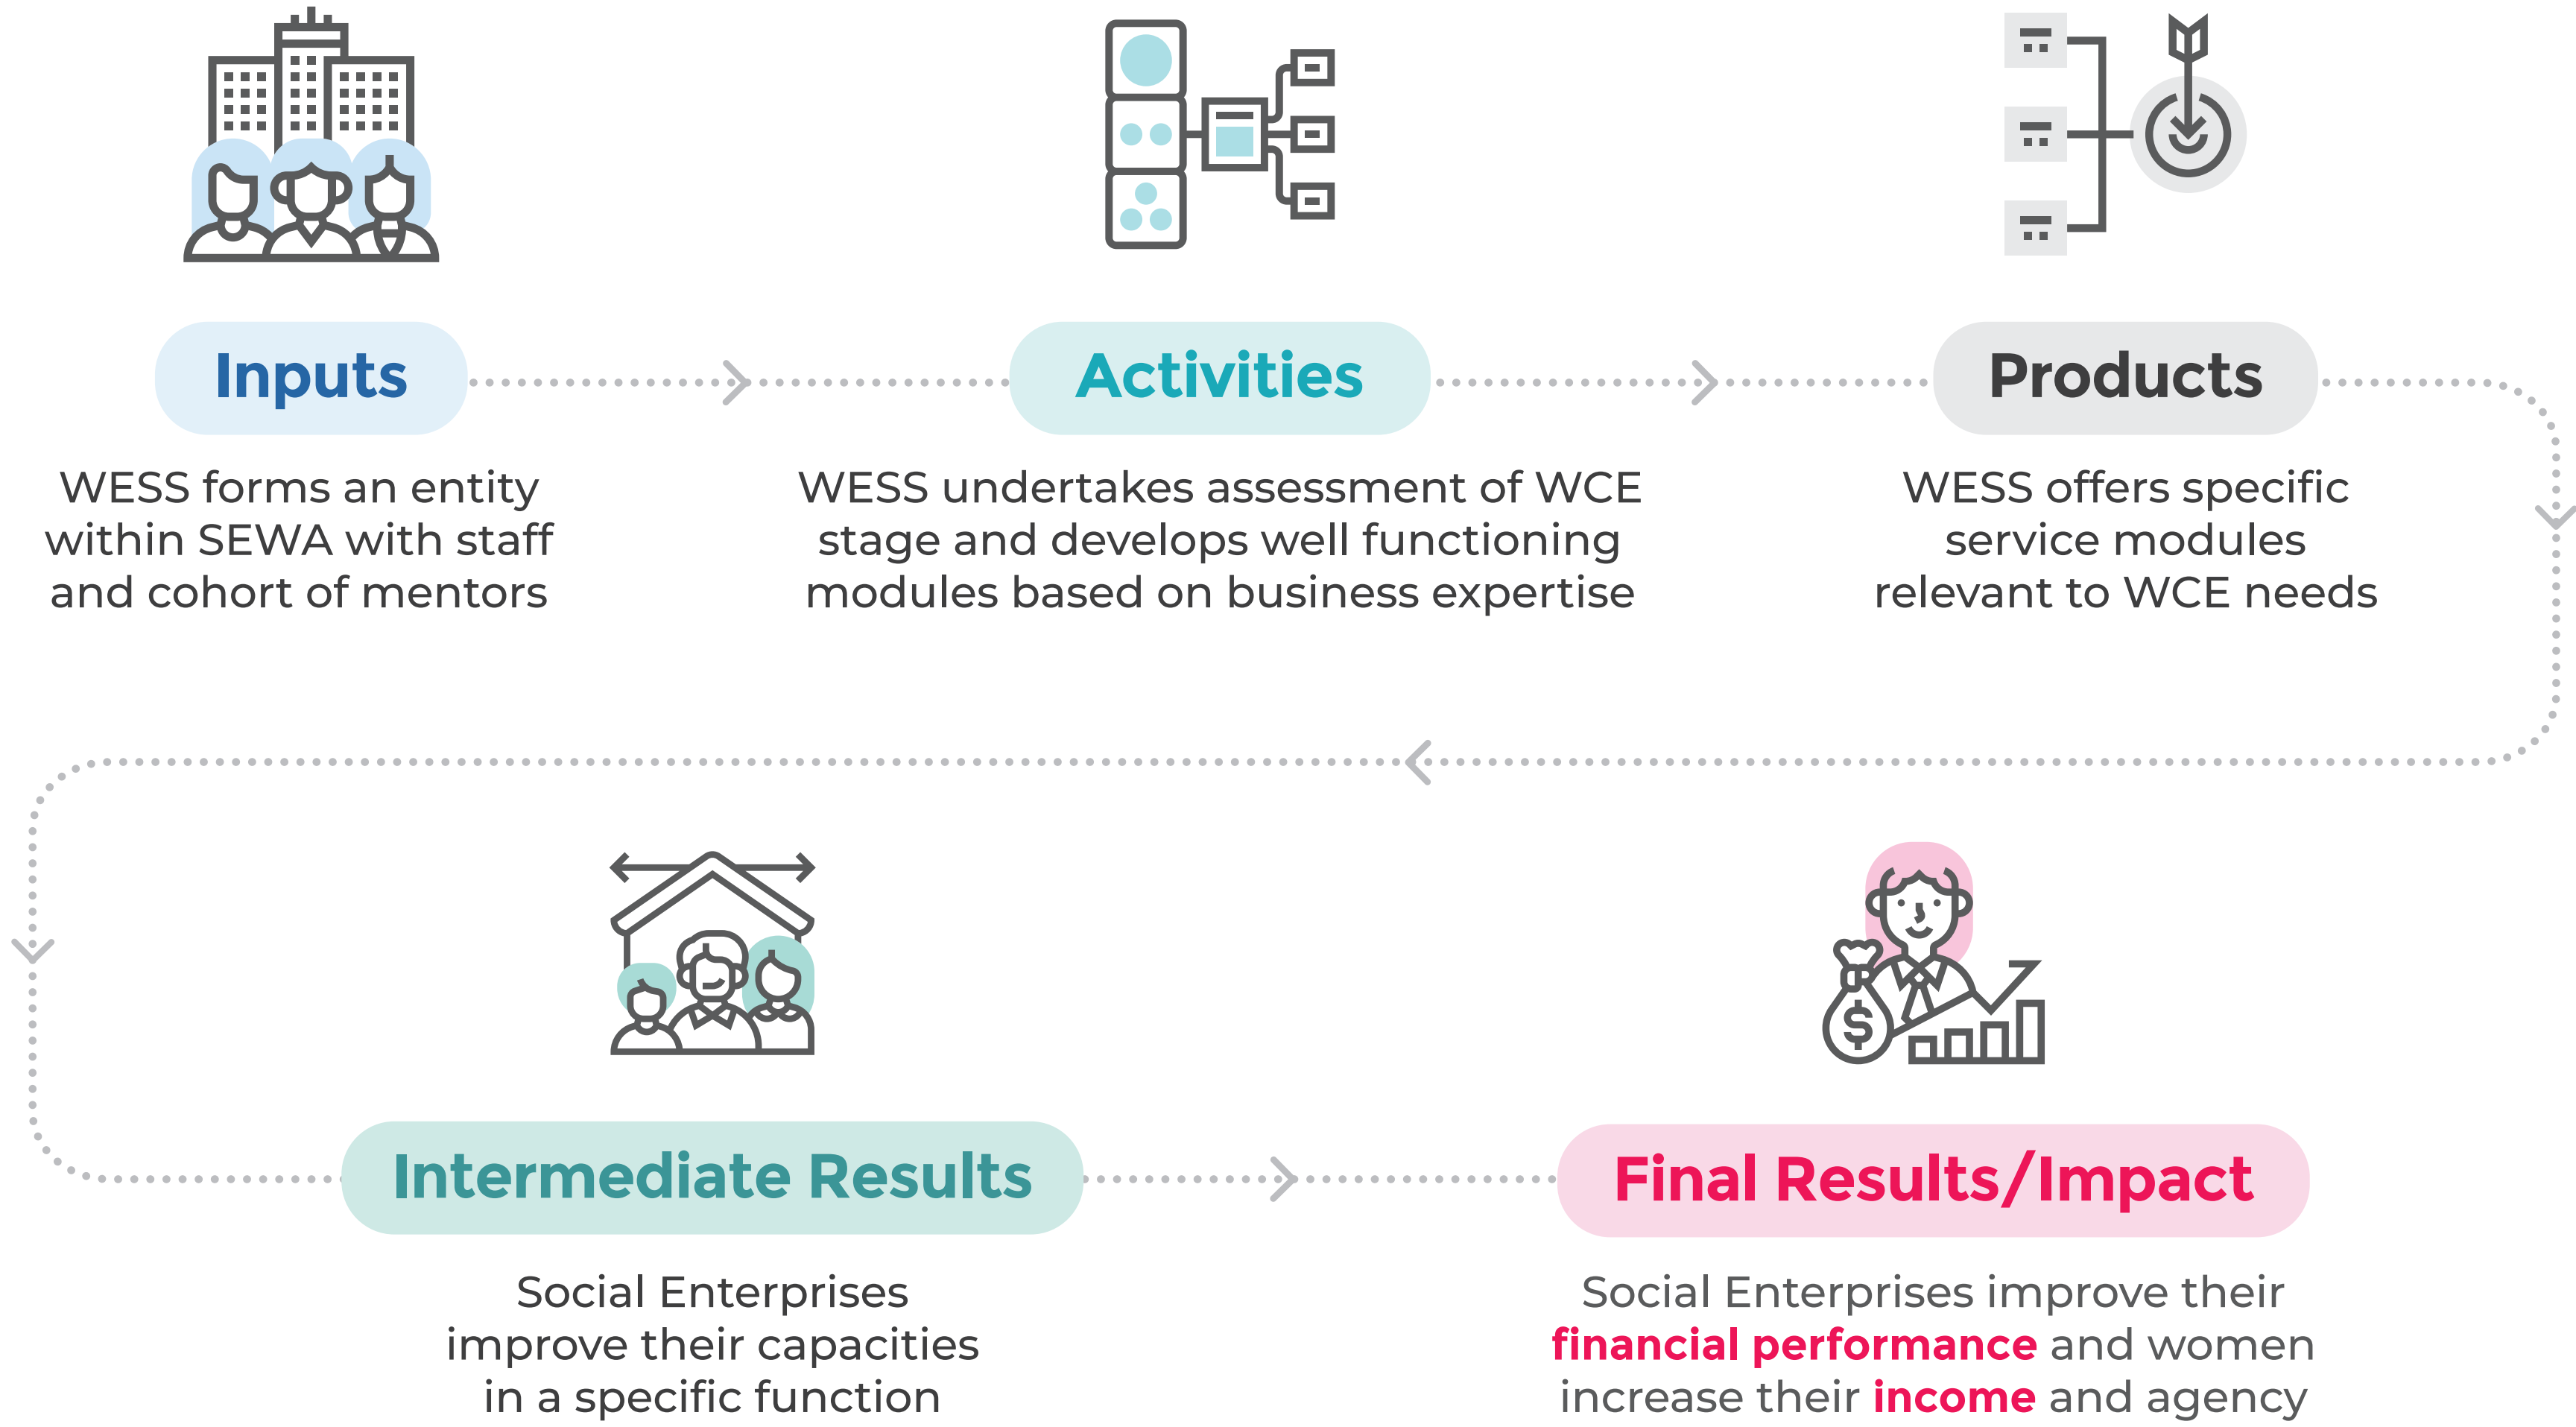 Inputs
WESS forms an entity
within SEWA with staff
and cohort of mentors
Activities
WESS undertakes assessment of WCE
stage and develops well functioning
modules based on business expertise
Products
WESS offers specific
service modules
relevant to WCE needs
Intermediate Results
Social Enterprises
improve their capacities
in a specific function
$
Final Results/Impact
Social Enterprises improve their
financial performance and women
increase their income and agency